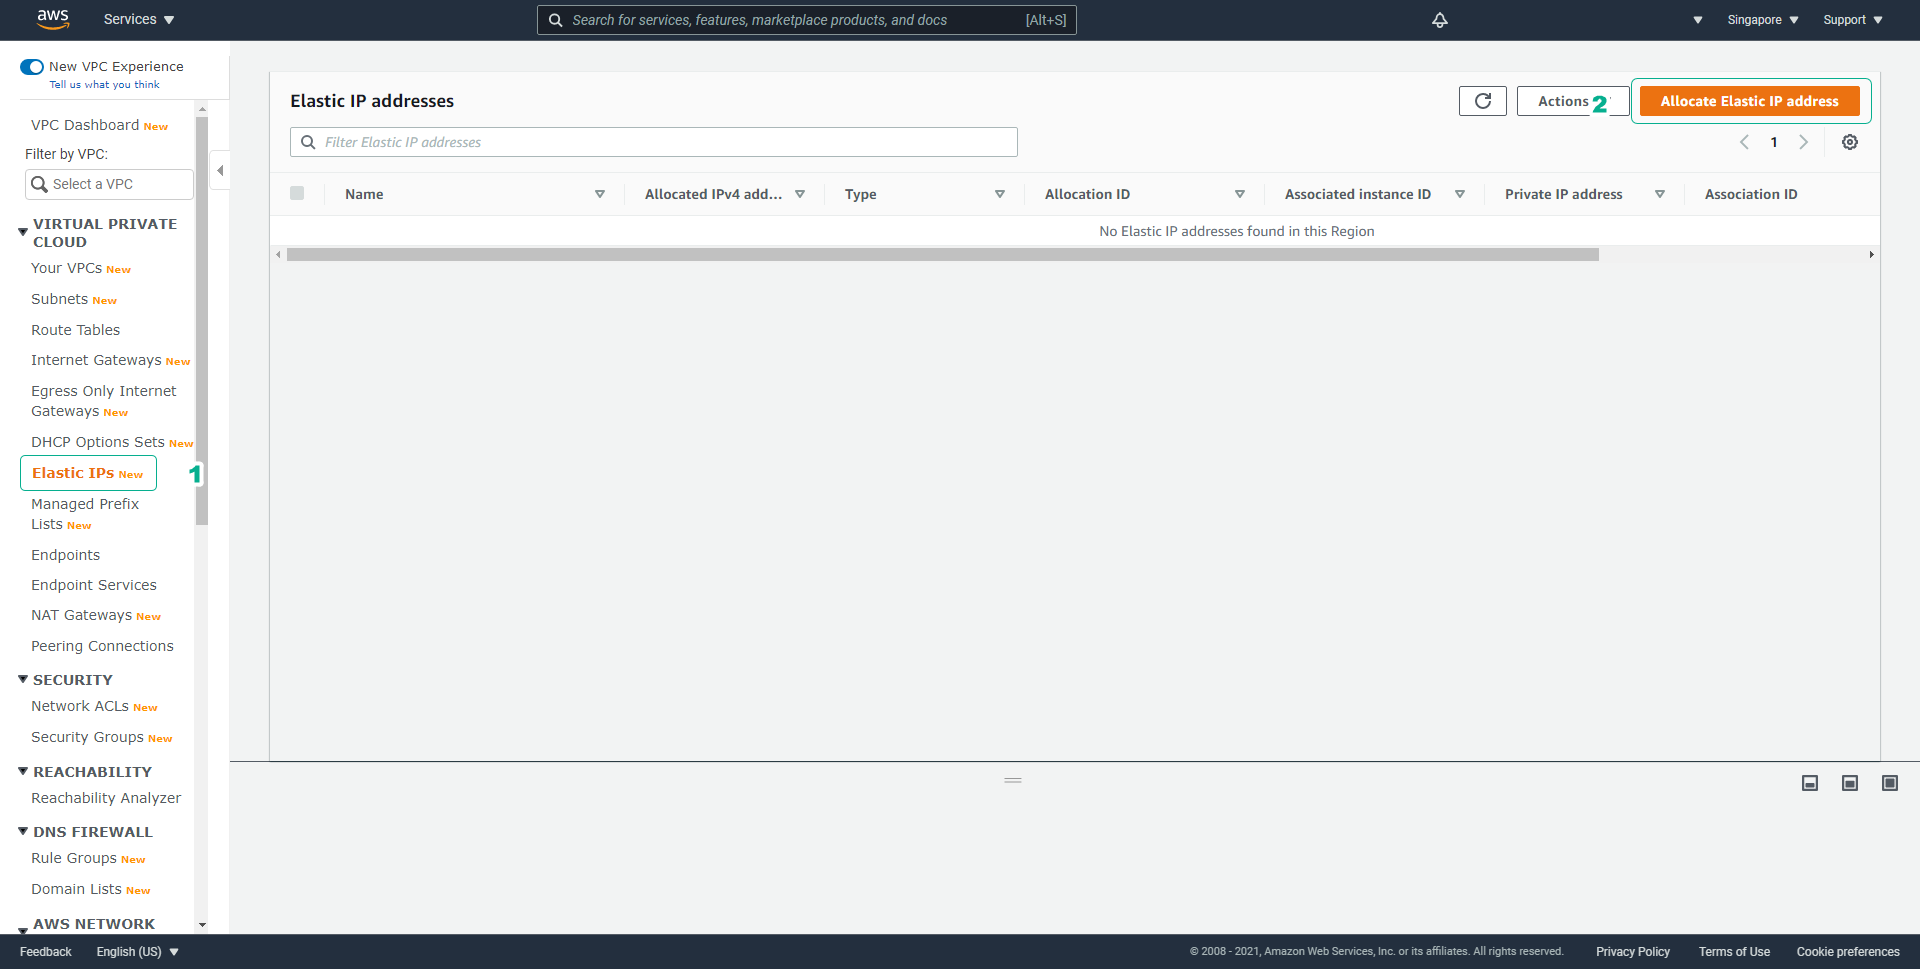 aws
Services
Search for services, features, marketplace products, and docs [Alt+S]
Singapore
Support
New VPC Experience
Tell us what you think
VPC Dashboard New
Filter by VPC:
Select a VPC
VIRTUAL PRIVATE
CLOUD
Your VPCs New
Subnets New
Route Tables
Internet Gateways New
Egress Only Internet
Gateways New
DHCP Options Sets New
Elastic IPs New
1
Managed Prefix
Lists New
Endpoints
Endpoint Services
NAT Gateways New
Peering Connections
SECURITY
Network ACLs New
Security Groups New
REACHABILITY
Reachability Analyzer
DNS FIREWALL
Rule Groups New
Domain Lists New
AWS NETWORK
Elastic IP addresses
Actions
2
Allocate Elastic IP address
Filter Elastic IP addresses
1
Name Allocated IPv4 add... Type Allocation ID Associated instance ID Private IP address Association ID
No Elastic IP addresses found in this Region
Feedback English (US) © 2008 - 2021, Amazon Web Services, Inc. or its affiliates. All rights reserved. Privacy Policy Terms of Use Cookie preferences